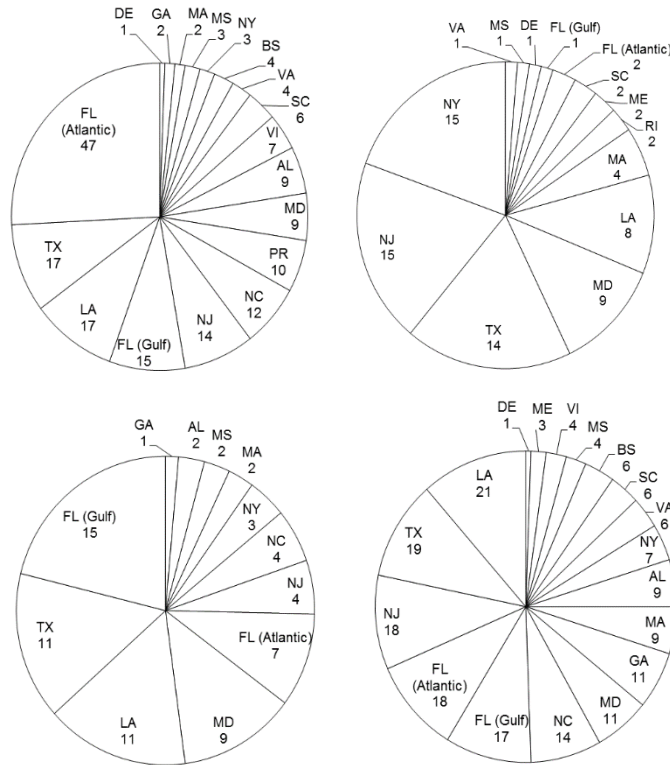 DE
1
GA
2
MA
2
MS
3
NY
3
BS
4
VA
4
SC
6
VI
7
AL
9
MD
9
PR
10
NC
12
NJ
14
FL (Gulf)
15
LA
17
TX
17
FL
(Atlantic)
47
VA
1
MS
1
DE
1
FL (Gulf)
1
FL (Atlantic)
2
SC
2
ME
2
RI
2
MA
4
LA
8
MD
9
TX
14
NJ
15
NY
15
GA
1
AL
2
MS
2
MA
2
NY
3
NC
4
NJ
4
FL (Atlantic)
7
MD
9
LA
11
TX
11
FL (Gulf)
15
DE
1
ME
3
VI
4
MS
4
BS
6
SC
6
VA
6
NY
7
AL
9
MA
9
GA
11
MD
11
NC
14
FL (Gulf)
17
FL
(Atlantic)
18
NJ
18
TX
19
LA
21